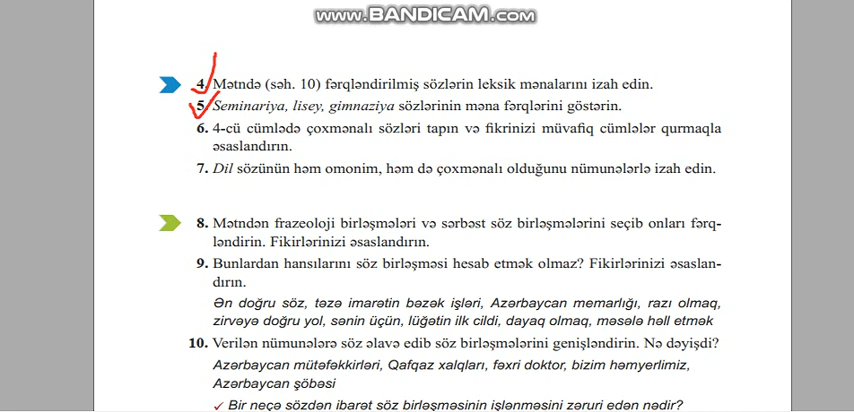 www.BANDICAM.com
4. Mətndə (səh. 10) fərqləndirilmiş sözlərin leksik mənalarını izah edin.
5. Seminariya, lisey, gimnaziya sözlərinin məna fərqlərini göstərin.
6. 4-cü cümlədə çoxmənalı sözləri tapın və fikrinizi müvafiq cümlələr qurmaqla
əsaslandırın.
7. Dil sözünün həm omonim, həm də çoxmənalı olduğunu nümunələrlə izah edin.
8. Mətndən frazeoloji birləşmələri və sərbəst söz birləşmələrini seçib onları fərq-
ləndirin. Fikirlərinizi əsaslandırın.
9. Bunlardan hansılarını söz birləşməsi hesab etmək olmaz? Fikirlərinizi əsaslan-
dırın.
Ən doğru söz, təzə imarətin bəzək işləri, Azərbaycan memarlığı, razı olmaq,
zirvəyə doğru yol, sənin üçün, lüğətin ilk cildi, dayaq olmaq, məsələ həll etmək
10. Verilən nümunələrə söz əlavə edib söz birləşmələrini genişləndirin. Nə dəyişdi?
Azərbaycan mütəfəkkirləri, Qafqaz xalqları, fəxri doktor, bizim həmyerlimiz,
Azərbaycan şöbəsi
✓ Bir neçə sözdən ibarət söz birləşməsinin işlənməsini zəruri edən nədir?